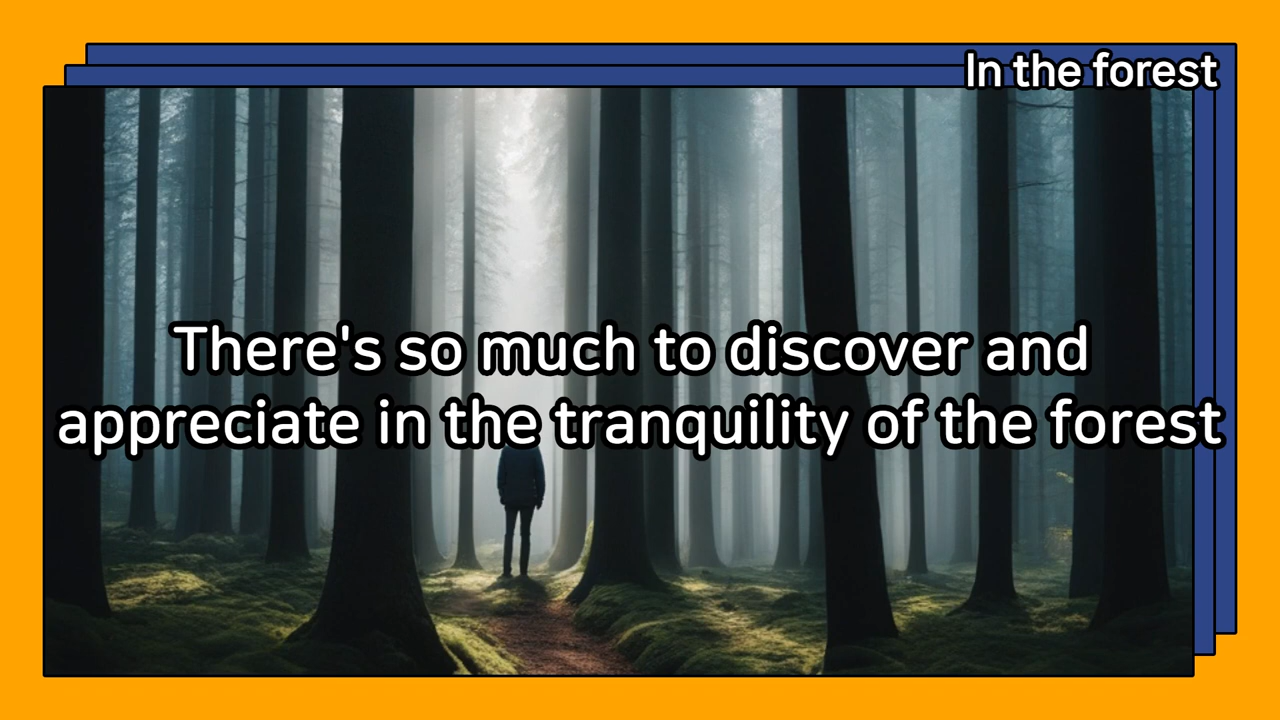 In the forest
There's so much to discover and
appreciate in the tranquility of the forest